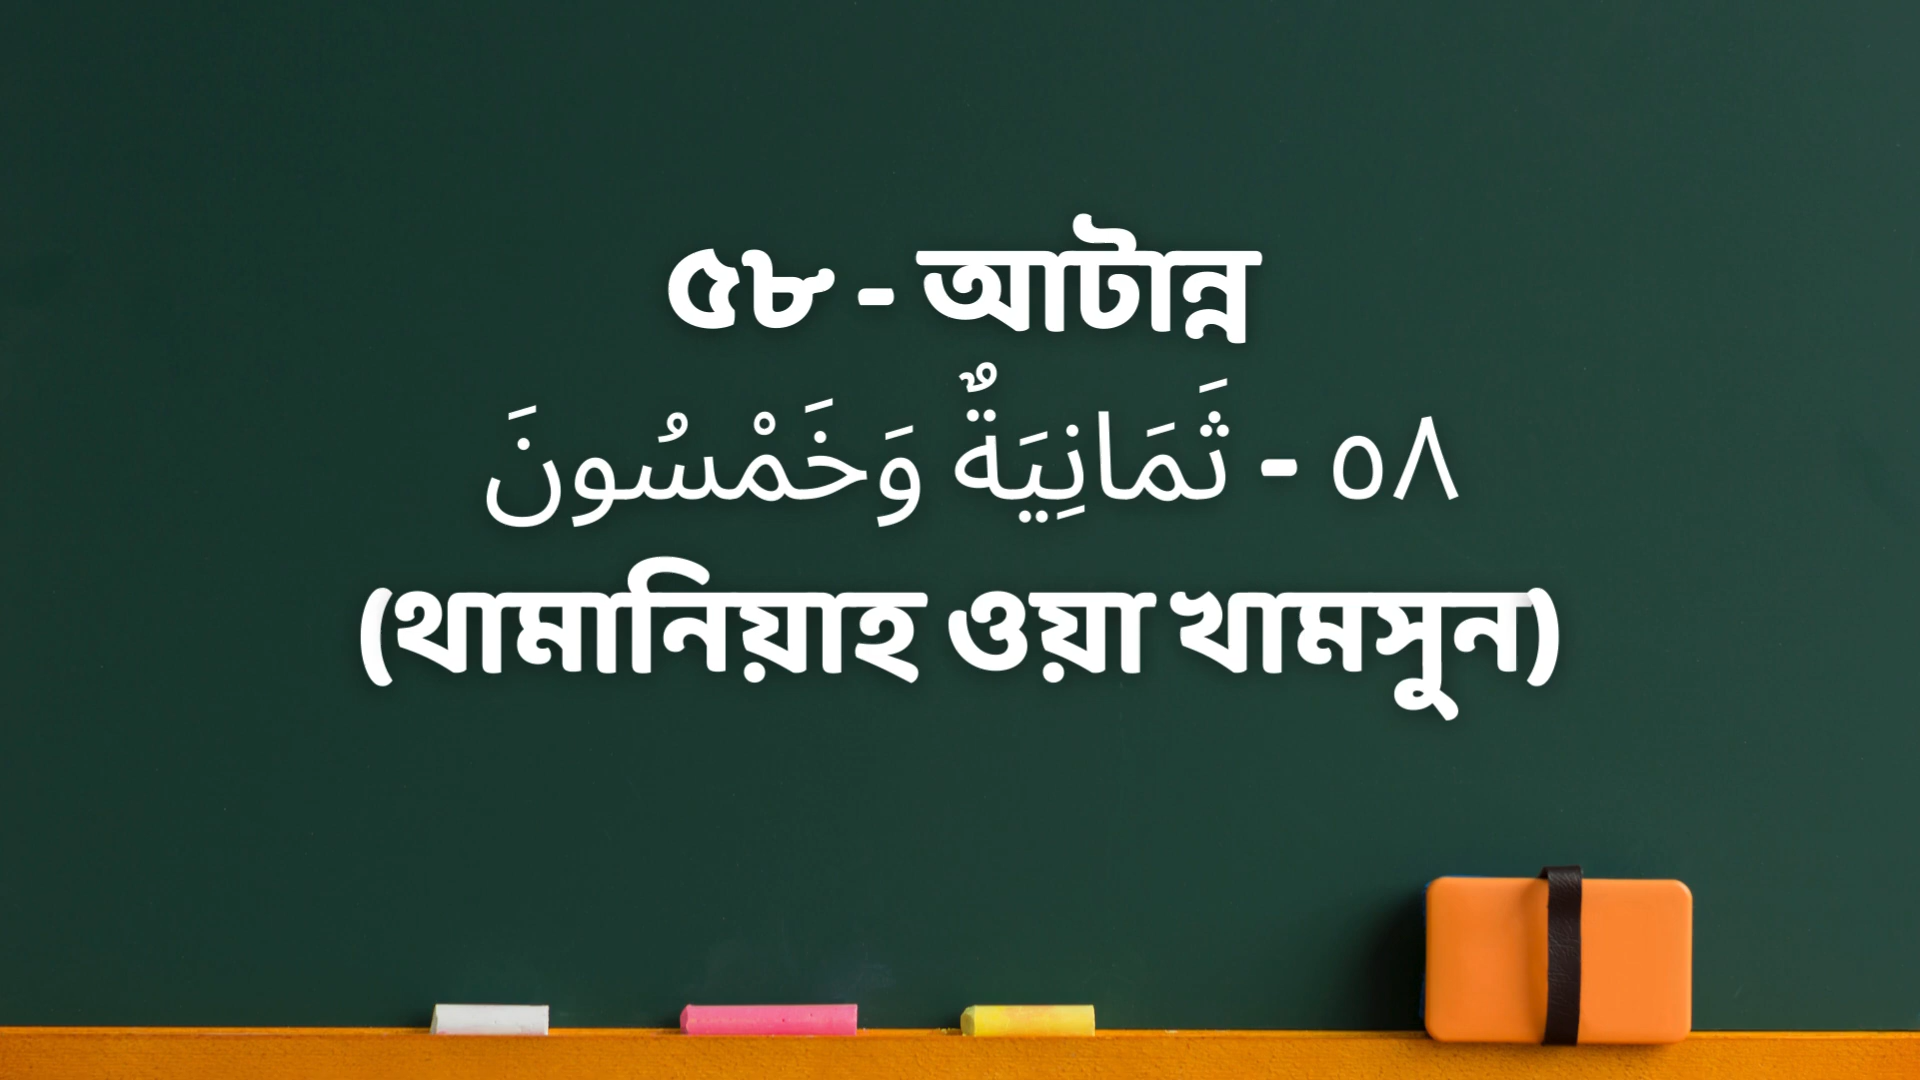 ৫৮ - আটান্ন
٥٨ - ثَمَانِيَةٌ وَخَمْسُونَ
(থামানিয়াহ ওয়া খামসুন)